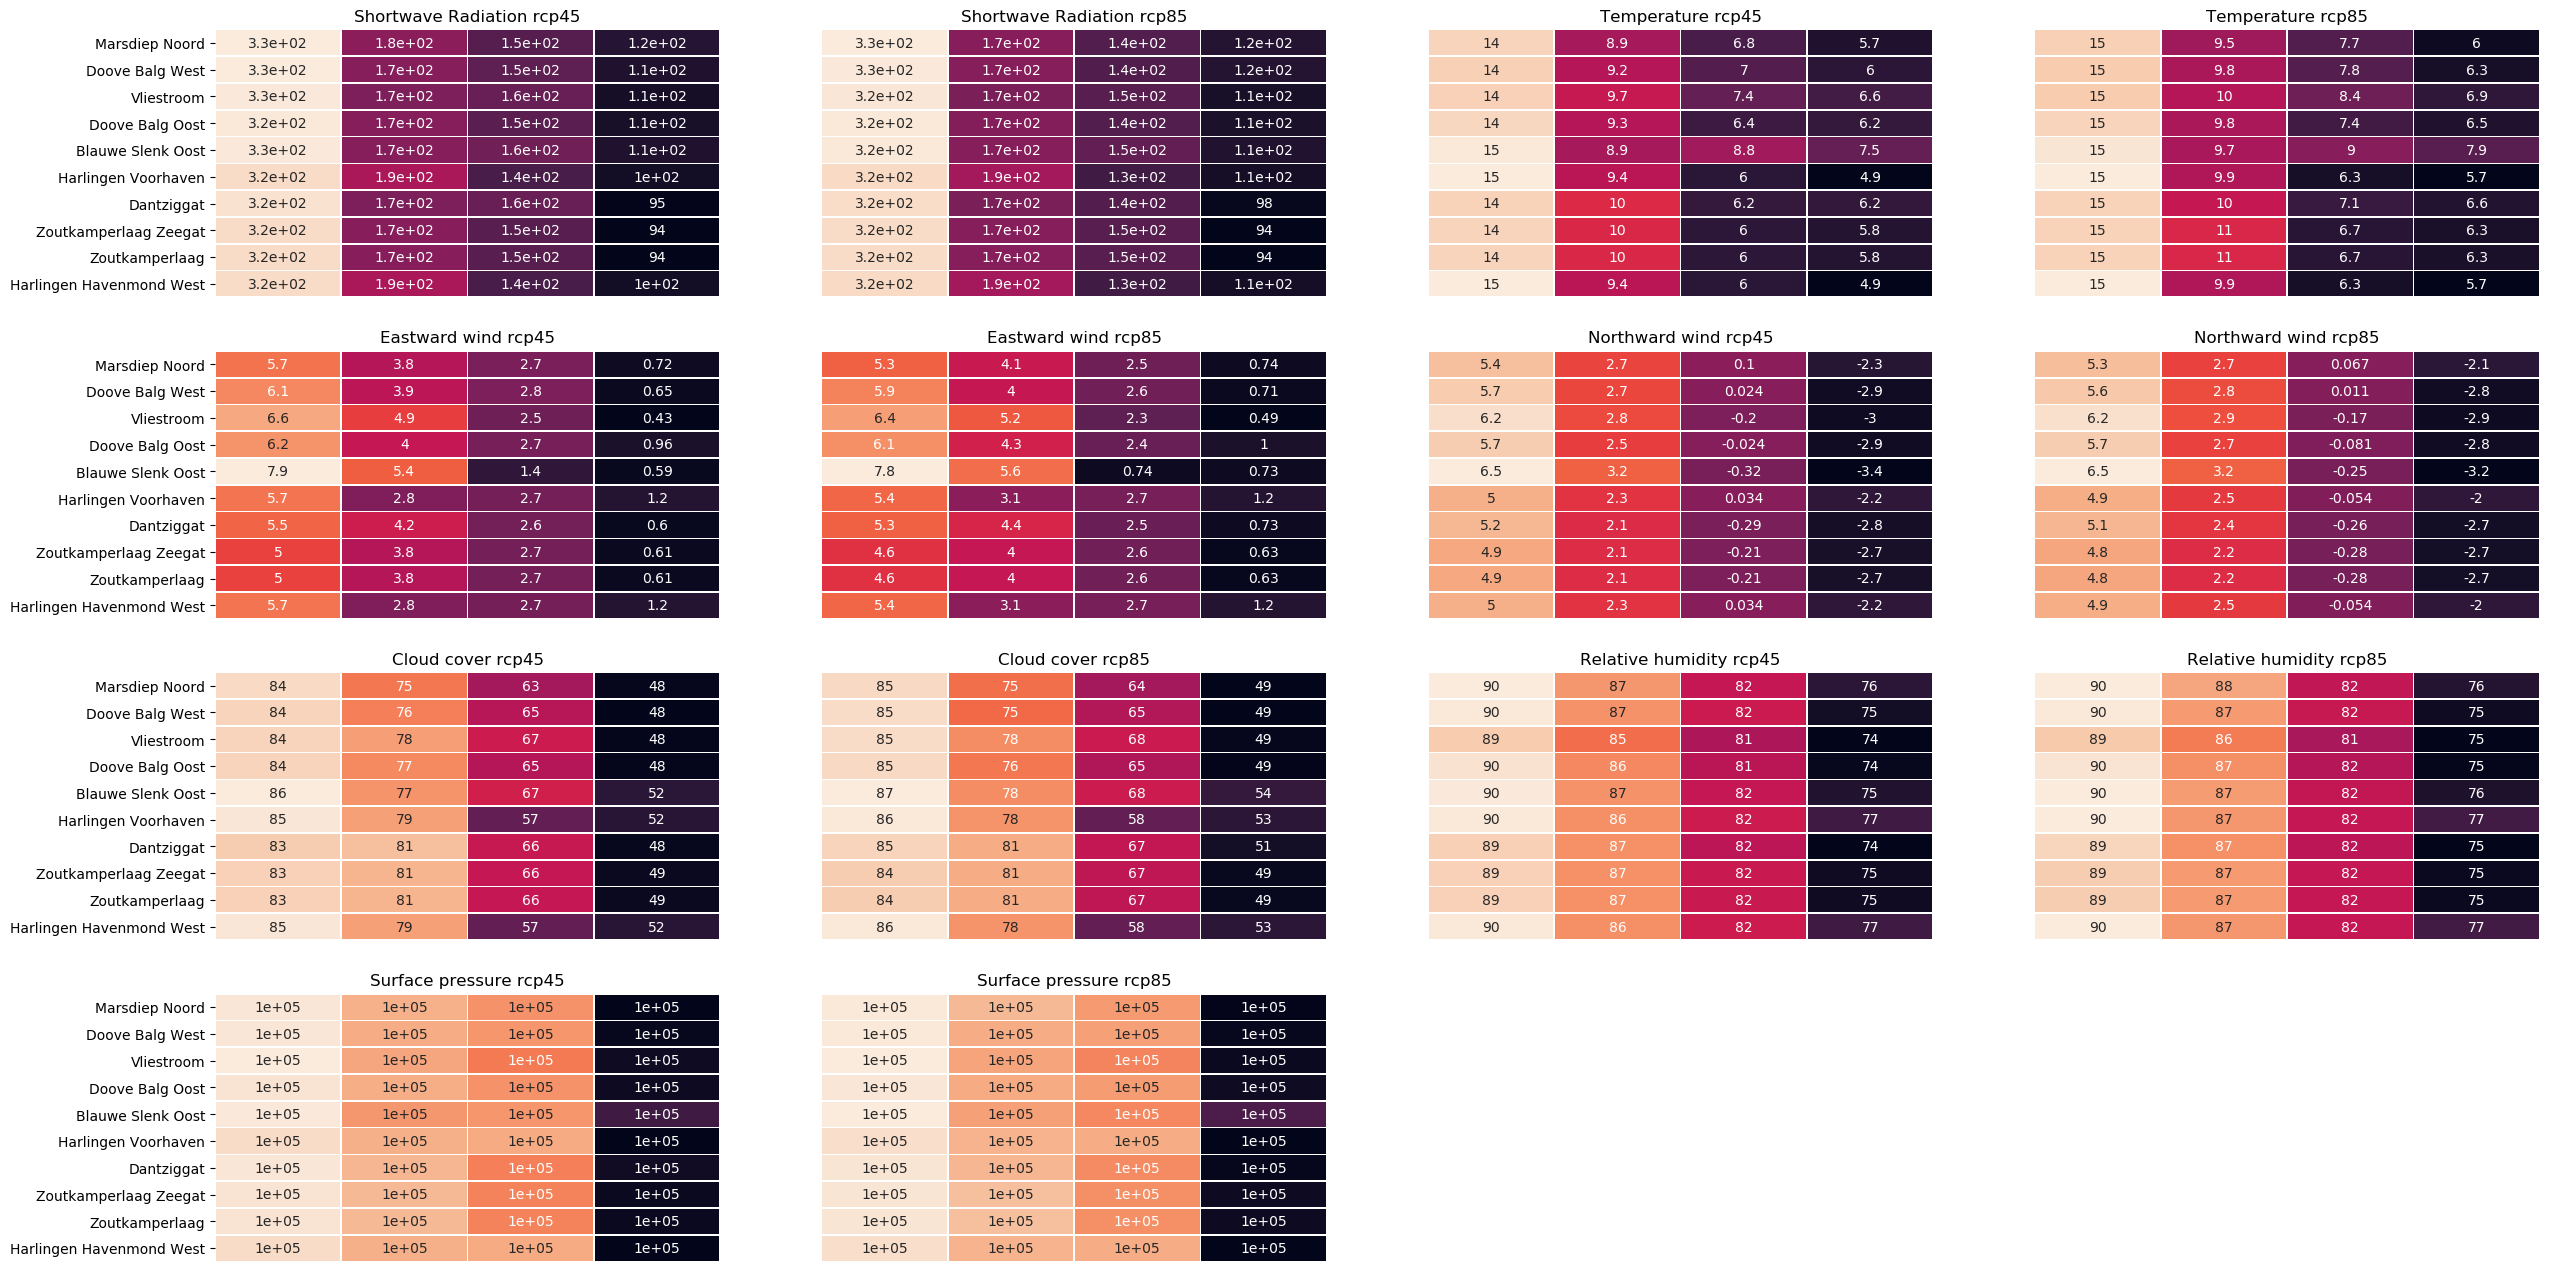 Shortwave Radiation rcp45 Shortwave Radiation rcp85 Temperature rcp45 Temperature rcp85
Marsdiep Noord 3.3e+02 1.8e+02 1.5e+02 1.2e+02 3.3e+02 1.7e+02 1.4e+02 1.2e+02 14 8.9 6.8 5.7 15 9.5 7.7 6
Doove Balg West 3.3e+02 1.7e+02 1.5e+02 1.1e+02 3.3e+02 1.7e+02 1.4e+02 1.2e+02 14 9.2 7 6 15 9.8 7.8 6.3
Vliestroom 3.3e+02 1.7e+02 1.6e+02 1.1e+02 3.2e+02 1.7e+02 1.5e+02 1.1e+02 14 9.7 7.4 6.6 15 10 8.4 6.9
Doove Balg Oost 3.2e+02 1.7e+02 1.5e+02 1.1e+02 3.2e+02 1.7e+02 1.4e+02 1.1e+02 14 9.3 6.4 6.2 15 9.8 7.4 6.5
Blauwe Slenk Oost 3.3e+02 1.7e+02 1.6e+02 1.1e+02 3.2e+02 1.7e+02 1.5e+02 1.1e+02 15 8.9 8.8 7.5 15 9.7 9 7.9
Harlingen Voorhaven 3.2e+02 1.9e+02 1.4e+02 1e+02 3.2e+02 1.9e+02 1.3e+02 1.1e+02 15 9.4 6 4.9 15 9.9 6.3 5.7
Dantziggat 3.2e+02 1.7e+02 1.6e+02 95 3.2e+02 1.7e+02 1.4e+02 98 14 10 6.2 6.2 15 10 7.1 6.6
Zoutkamperlaag Zeegat 3.2e+02 1.7e+02 1.5e+02 94 3.2e+02 1.7e+02 1.5e+02 94 14 10 6 5.8 15 11 6.7 6.3
Zoutkamperlaag 3.2e+02 1.7e+02 1.5e+02 94 3.2e+02 1.7e+02 1.5e+02 94 14 10 6 5.8 15 11 6.7 6.3
Harlingen Havenmond West 3.2e+02 1.9e+02 1.4e+02 1e+02 3.2e+02 1.9e+02 1.3e+02 1.1e+02 15 9.4 6 4.9 15 9.9 6.3 5.7
Eastward wind rcp45 Eastward wind rcp85 Northward wind rcp45 Northward wind rcp85
Marsdiep Noord 5.7 3.8 2.7 0.72 5.3 4.1 2.5 0.74 5.4 2.7 0.1 -2.3 5.3 2.7 0.067 -2.1
Doove Balg West 6.1 3.9 2.8 0.65 5.9 4 2.6 0.71 5.7 2.7 0.024 -2.9 5.6 2.8 0.011 -2.8
Vliestroom 6.6 4.9 2.5 0.43 6.4 5.2 2.3 0.49 6.2 2.8 -0.2 -3 6.2 2.9 -0.17 -2.9
Doove Balg Oost 6.2 4 2.7 0.96 6.1 4.3 2.4 1 5.7 2.5 -0.024 -2.9 5.7 2.7 -0.081 -2.8
Blauwe Slenk Oost 7.9 5.4 1.4 0.59 7.8 5.6 0.74 0.73 6.5 3.2 -0.32 -3.4 6.5 3.2 -0.25 -3.2
Harlingen Voorhaven 5.7 2.8 2.7 1.2 5.4 3.1 2.7 1.2 5 2.3 0.034 -2.2 4.9 2.5 -0.054 -2
Dantziggat 5.5 4.2 2.6 0.6 5.3 4.4 2.5 0.73 5.2 2.1 -0.29 -2.8 5.1 2.4 -0.26 -2.7
Zoutkamperlaag Zeegat 5 3.8 2.7 0.61 4.6 4 2.6 0.63 4.9 2.1 -0.21 -2.7 4.8 2.2 -0.28 -2.7
Zoutkamperlaag 5 3.8 2.7 0.61 4.6 4 2.6 0.63 4.9 2.1 -0.21 -2.7 4.8 2.2 -0.28 -2.7
Harlingen Havenmond West 5.7 2.8 2.7 1.2 5.4 3.1 2.7 1.2 5 2.3 0.034 -2.2 4.9 2.5 -0.054 -2
Cloud cover rcp45 Cloud cover rcp85 Relative humidity rcp45 Relative humidity rcp85
Marsdiep Noord 84 75 63 48 85 75 64 49 90 87 82 76 90 88 82 76
Doove Balg West 84 76 65 48 85 75 65 49 90 87 82 75 90 87 82 75
Vliestroom 84 78 67 48 85 78 68 49 89 85 81 74 89 86 81 75
Doove Balg Oost 84 77 65 48 85 76 65 49 90 86 81 74 90 87 82 75
Blauwe Slenk Oost 86 77 67 52 87 78 68 54 90 87 82 75 90 87 82 76
Harlingen Voorhaven 85 79 57 52 86 78 58 53 90 86 82 77 90 87 82 77
Dantziggat 83 81 66 48 85 81 67 51 89 87 82 74 89 87 82 75
Zoutkamperlaag Zeegat 83 81 66 49 84 81 67 49 89 87 82 75 89 87 82 75
Zoutkamperlaag 83 81 66 49 84 81 67 49 89 87 82 75 89 87 82 75
Harlingen Havenmond West 85 79 57 52 86 78 58 53 90 86 82 77 90 87 82 77
Surface pressure rcp45 Surface pressure rcp85
Marsdiep Noord 1e+05 1e+05 1e+05 1e+05 1e+05 1e+05 1e+05 1e+05
Doove Balg West 1e+05 1e+05 1e+05 1e+05 1e+05 1e+05 1e+05 1e+05
Vliestroom 1e+05 1e+05 1e+05 1e+05 1e+05 1e+05 1e+05 1e+05
Doove Balg Oost 1e+05 1e+05 1e+05 1e+05 1e+05 1e+05 1e+05 1e+05
Blauwe Slenk Oost 1e+05 1e+05 1e+05 1e+05 1e+05 1e+05 1e+05 1e+05
Harlingen Voorhaven 1e+05 1e+05 1e+05 1e+05 1e+05 1e+05 1e+05 1e+05
Dantziggat 1e+05 1e+05 1e+05 1e+05 1e+05 1e+05 1e+05 1e+05
Zoutkamperlaag Zeegat 1e+05 1e+05 1e+05 1e+05 1e+05 1e+05 1e+05 1e+05
Zoutkamperlaag 1e+05 1e+05 1e+05 1e+05 1e+05 1e+05 1e+05 1e+05
Harlingen Havenmond West 1e+05 1e+05 1e+05 1e+05 1e+05 1e+05 1e+05 1e+05